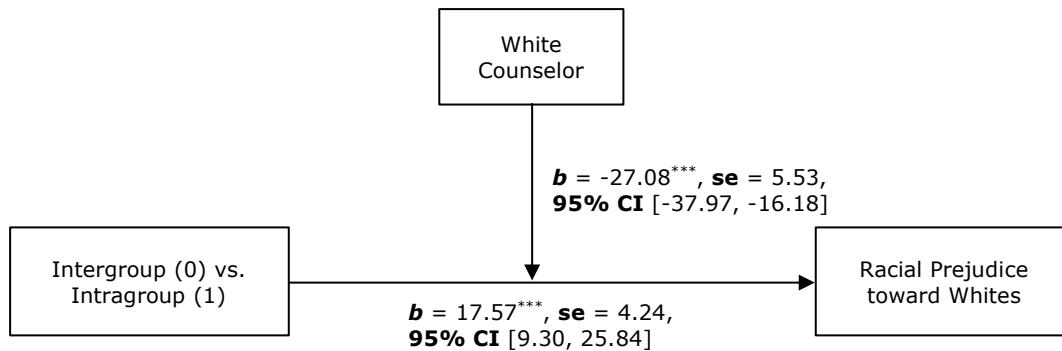 White
Counselor
b = -27.08***, se = 5.53,
95% CI [-37.97, -16.18]
Intergroup (0) vs.
Intragroup (1)
Racial Prejudice
toward Whites
b = 17.57***, se = 4.24,
95% CI [9.30, 25.84]